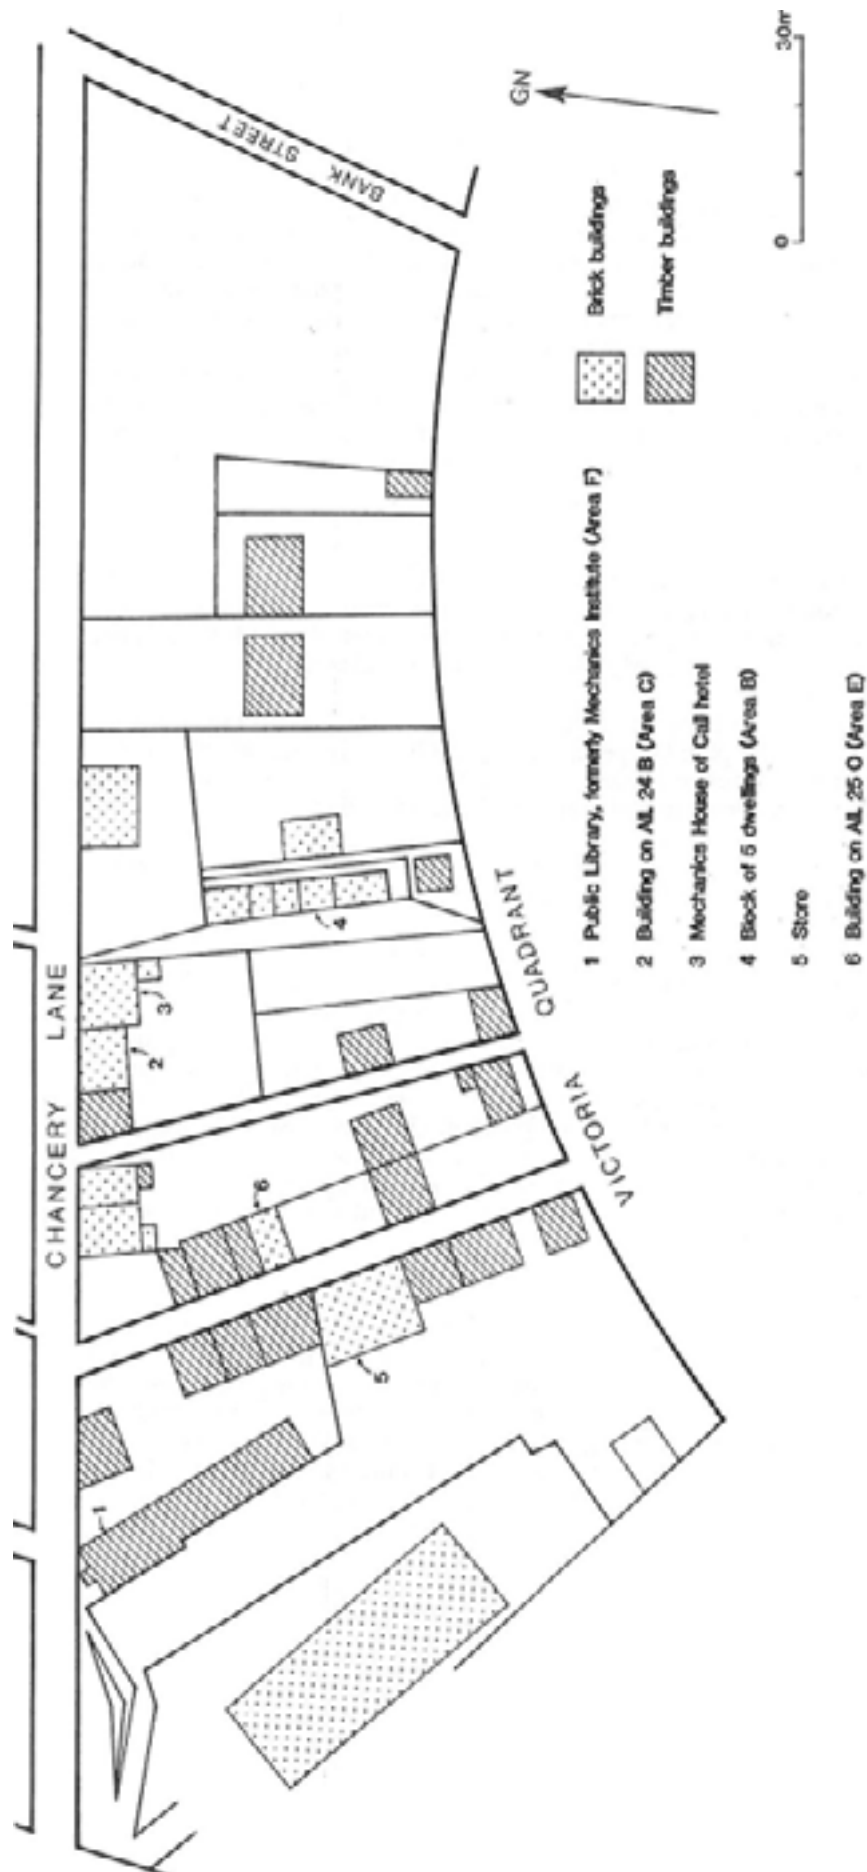 BANK
STREET
GN
0 30m
Brick buildings
Timber buildings
CHANCERY LANE
QUADRANT
VICTORIA
1
2
3
4
5
6
1 Public Library, formerly Mechanics Institute (Area F)
2 Building on AIL 24 B (Area C)
3 Mechanics House of Call hotel
4 Block of 5 dwellings (Area B)
5 Store
6 Building on AIL 25 O (Area E)